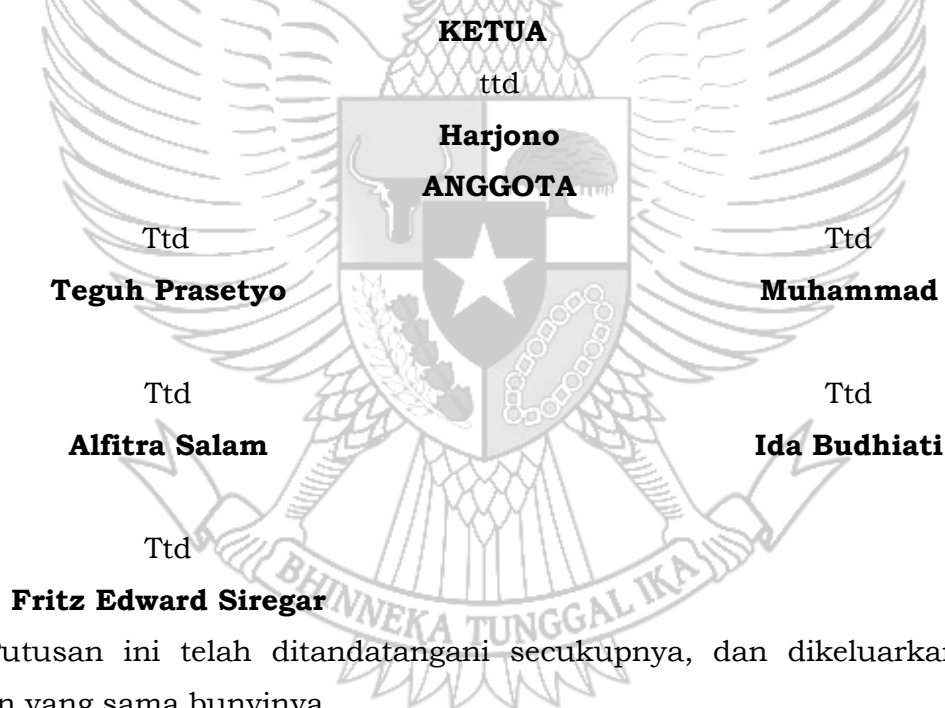 KETUA
ttd
Harjono
ANGGOTA
Ttd Ttd
Teguh Prasetyo Muhammad
Ttd Ttd
Alfitra Salam Ida Budhiati
Ttd
Fritz Edward Siregar
BHINNEKA TUNGGAL IKA
utusan ini telah ditandatangani secukupnya, dan dikeluarkan
yang sama bunyinya